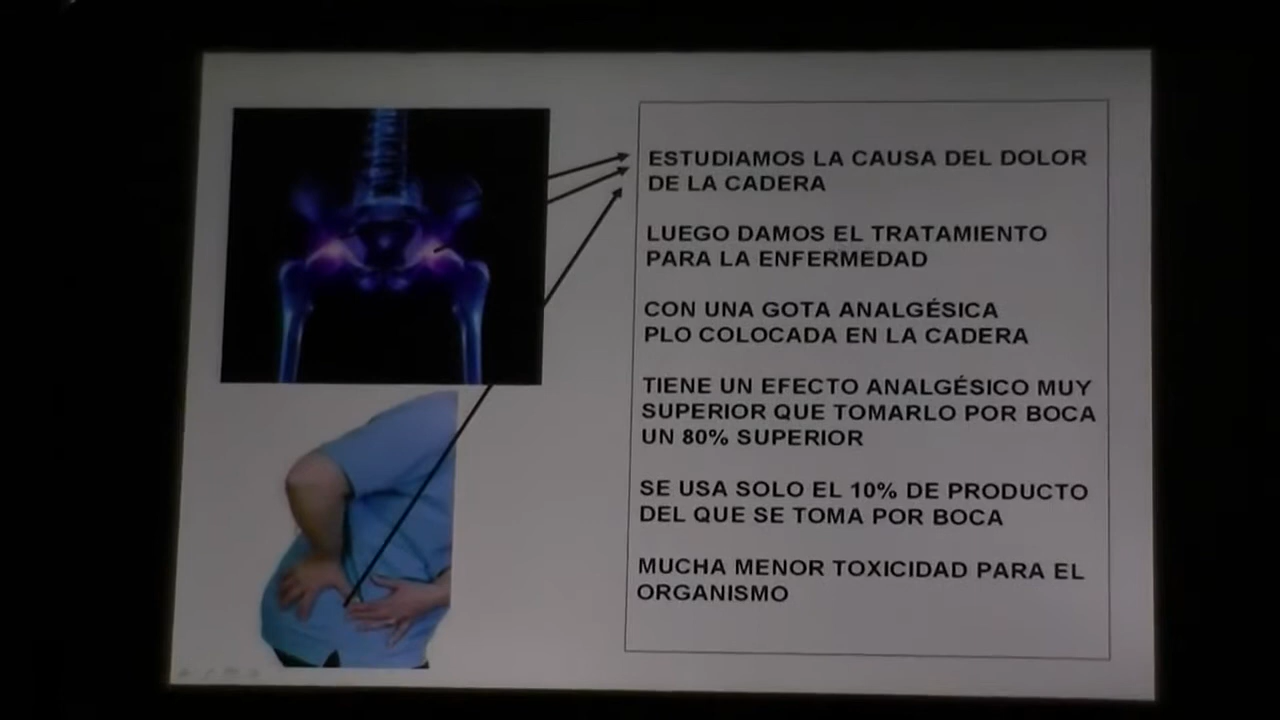 ESTUDIAMOS LA CAUSA DEL DOLOR
DE LA CADERA
LUEGO DAMOS EL TRATAMIENTO
PARA LA ENFERMEDAD
CON UNA GOTA ANALGÉSICA
PLO COLOCADA EN LA CADERA
TIENE UN EFECTO ANALGÉSICO MUY
SUPERIOR QUE TOMARLO POR BOCA
UN 80% SUPERIOR
SE USA SOLO EL 10% DE PRODUCTO
DEL QUE SE TOMA POR BOCA
MUCHA MENOR TOXICIDAD PARA EL
ORGANISMO